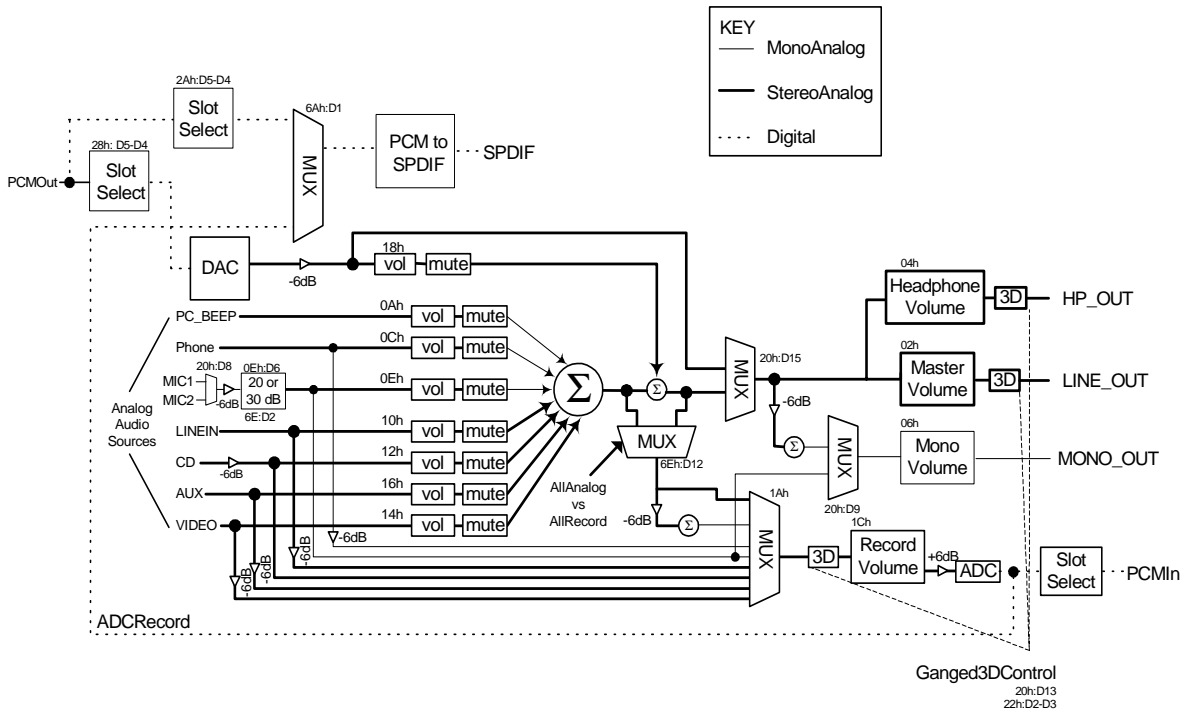 KEY
MonoAnalog
StereoAnalog
Digital
2Ah:D5-D4
Slot
Select
6Ah:D1
MUX
PCM to
SPDIF
SPDIF
28h: D5-D4
Slot
Select
PCMOut
DAC
-6dB
18h
vol
mute
04h
Headphone
Volume
3D
HP_OUT
PC_BEEP
0Ah
vol
mute
Phone
0Ch
vol
mute
MUX
20h:D15
02h
Master
Volume
3D
LINE_OUT
20h:D8
0Eh:D6
MIC1
MIC2
-6dB
20 or
30 dB
6E:D2
0Eh
vol
mute
Σ
Σ
-6dB
Analog
Audio
Sources
LINEIN
10h
vol
mute
MUX
6Eh:D12
Σ
MUX
20h:D9
06h
Mono
Volume
MONO_OUT
CD
-6dB
12h
vol
mute
AUX
16h
vol
mute
AllAnalog
vs
AllRecord
VIDEO
14h
vol
mute
-6dB
Σ
1Ah
MUX
-6dB
-6dB
-6dB
-6dB
3D
1Ch
Record
Volume
+6dB
ADC
Slot
Select
PCMIn
ADCRecord
Ganged3DControl
20h:D13
22h:D2-D3